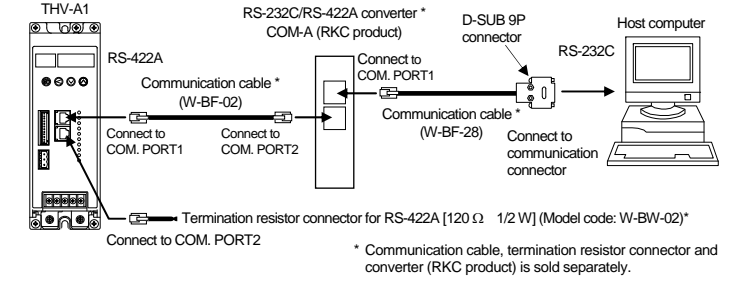 THV-A1
RS-422A
RS-232C/RS-422A converter *
COM-A (RKC product)
D-SUB 9P
connector
Host computer
RS-232C
Connect to
COM. PORT1
Communication cable *
(W-BF-02)
Communication cable *
(W-BF-28)
Connect to
COM. PORT1
Connect to
COM. PORT2
Connect to
communication
connector
Termination resistor connector for RS-422A [120 Ω 1/2 W] (Model code: W-BW-02)*
Connect to COM. PORT2
* Communication cable, termination resistor connector and
converter (RKC product) is sold separately.